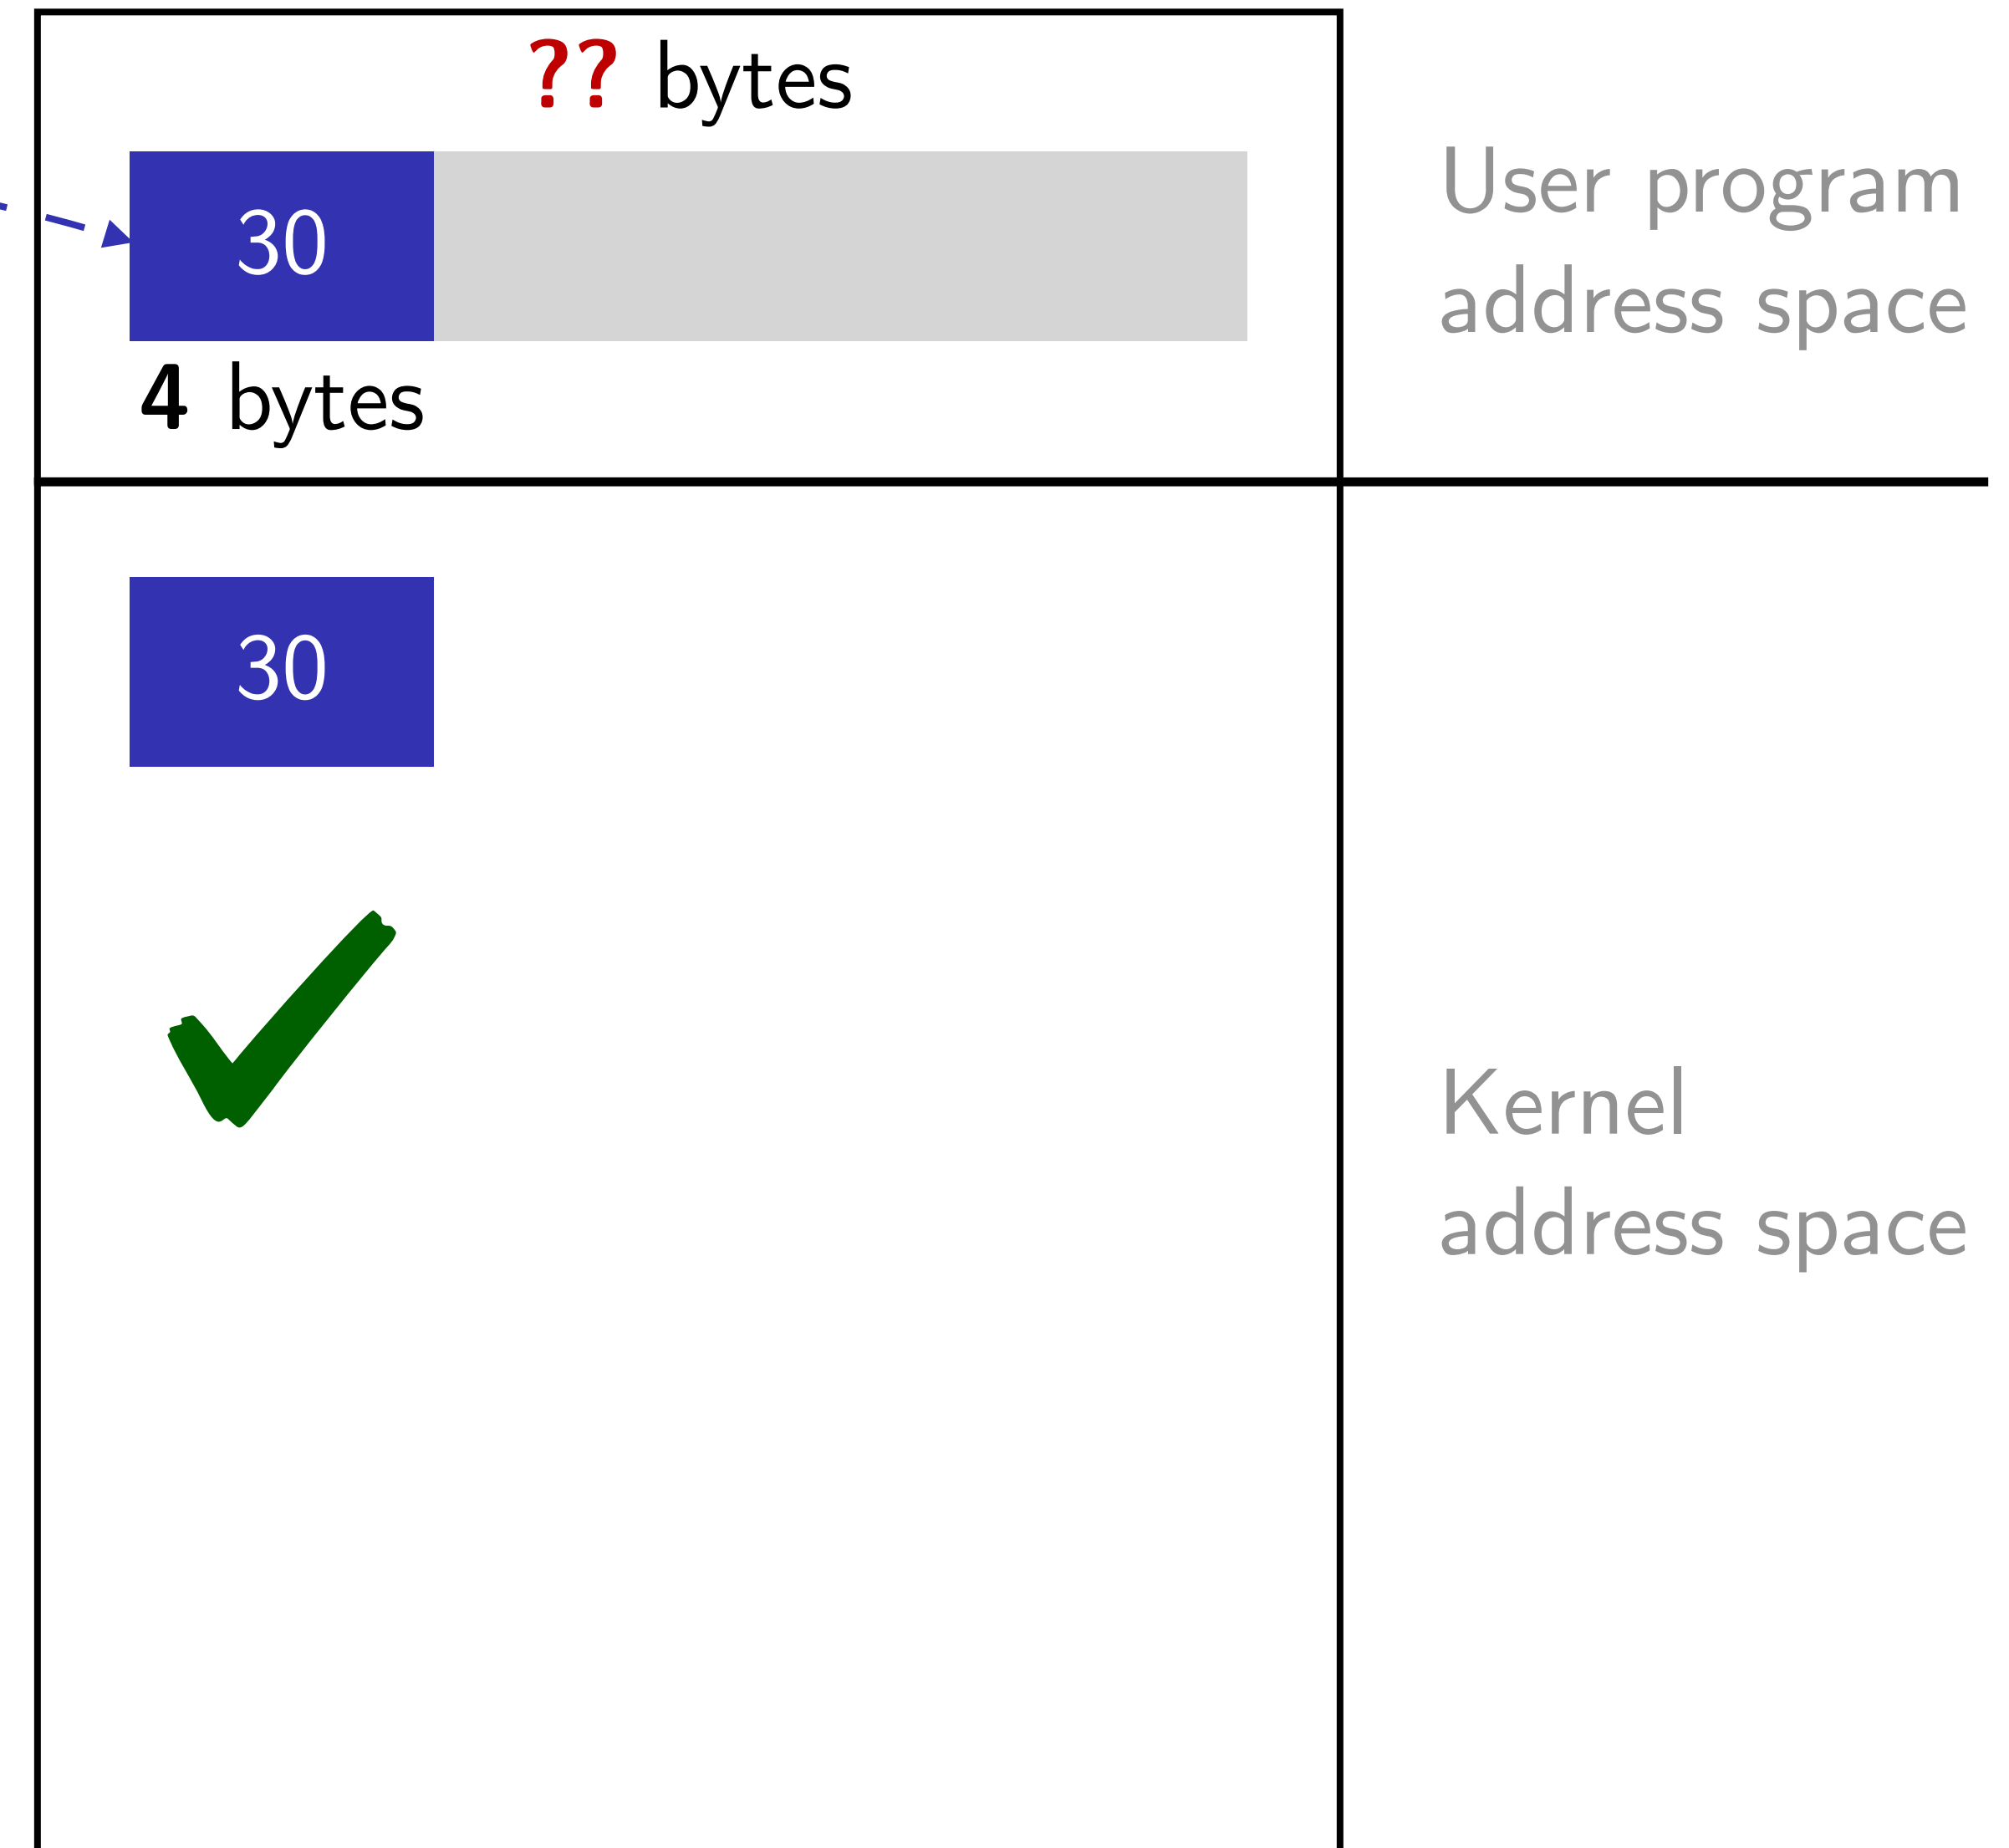 ?? bytes
30
User program
address space
4 bytes
30
Kernel
address space